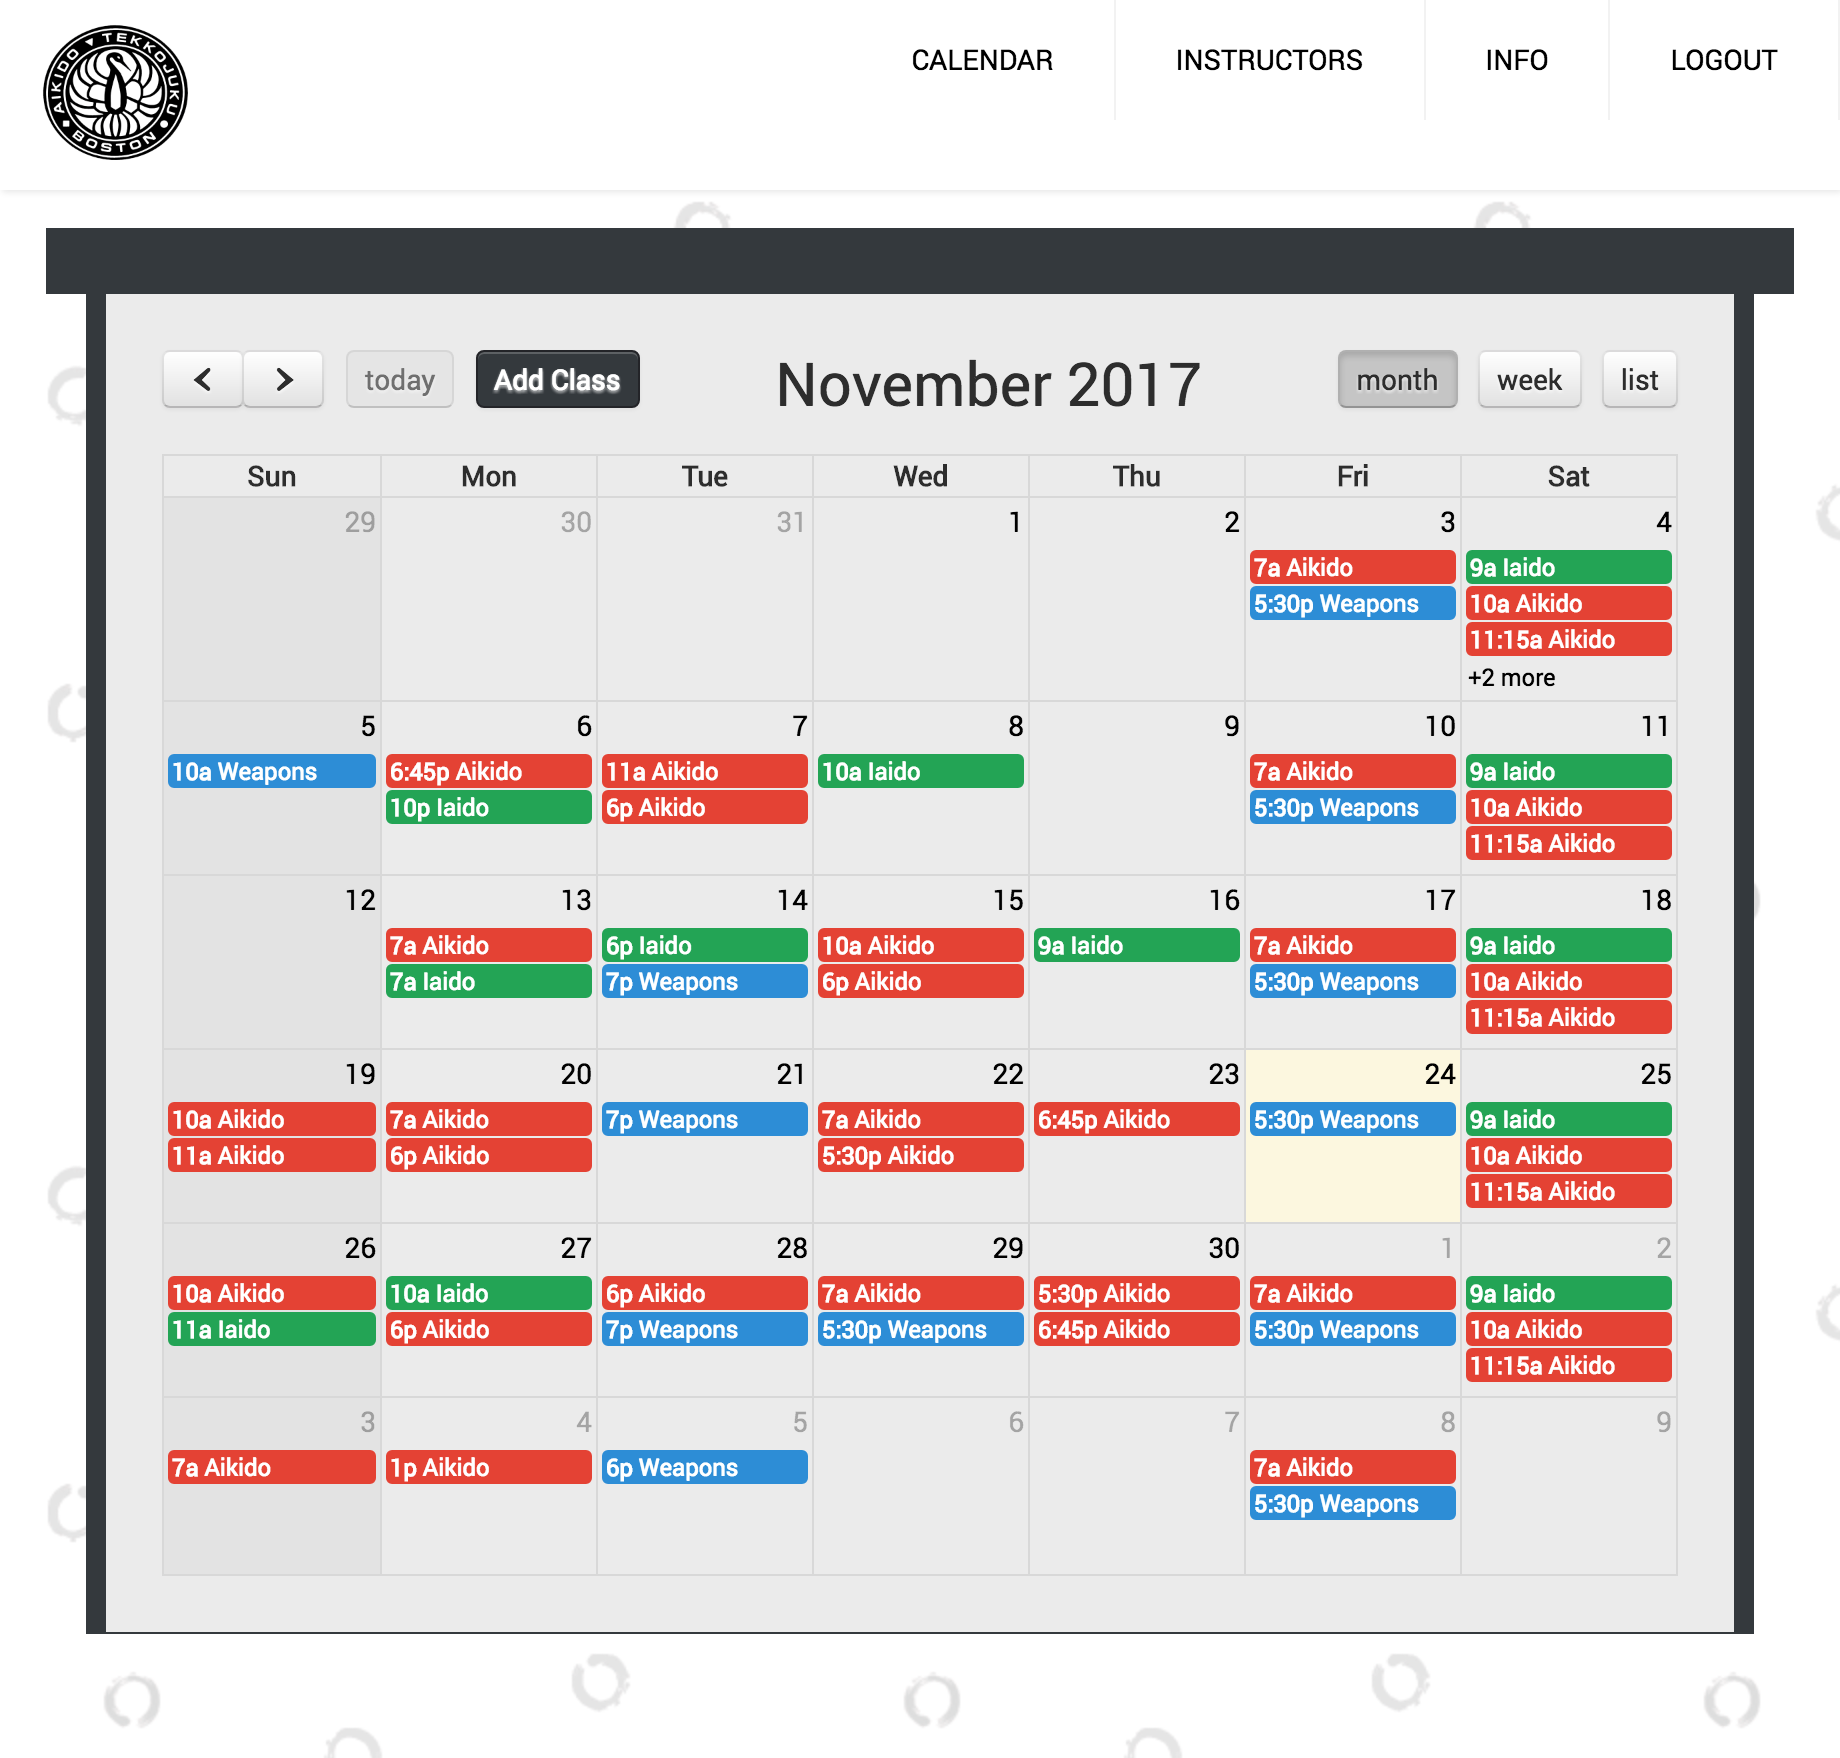 AIKIDO TEKKOJUKU
BOSTON
CALENDAR INSTRUCTORS INFO LOGOUT
today Add Class November 2017 month week list
Sun Mon Tue Wed Thu Fri Sat
29 30 31 1 2 3 4
7a Aikido 9a Iaido
5:30p Weapons 10a Aikido
11:15a Aikido
+2 more
5 6 7 8 9 10 11
10a Weapons 6:45p Aikido 11a Aikido 10a Iaido 7a Aikido 9a Iaido
10p Iaido 6p Aikido 5:30p Weapons 10a Aikido
11:15a Aikido
12 13 14 15 16 17 18
7a Aikido 6p Iaido 10a Aikido 9a Iaido 7a Aikido 9a Iaido
7a Iaido 7p Weapons 6p Aikido 5:30p Weapons 10a Aikido
11:15a Aikido
19 20 21 22 23 24 25
10a Aikido 7a Aikido 7p Weapons 7a Aikido 6:45p Aikido 5:30p Weapons 9a Iaido
11a Aikido 6p Aikido 5:30p Aikido 10a Aikido
11:15a Aikido
26 27 28 29 30 1 2
10a Aikido 10a Iaido 6p Aikido 7a Aikido 5:30p Aikido 7a Aikido 9a Iaido
11a Iaido 6p Aikido 7p Weapons 5:30p Weapons 6:45p Aikido 5:30p Weapons 10a Aikido
11:15a Aikido
3 4 5 6 7 8 9
7a Aikido 1p Aikido 6p Weapons 7a Aikido
5:30p Weapons